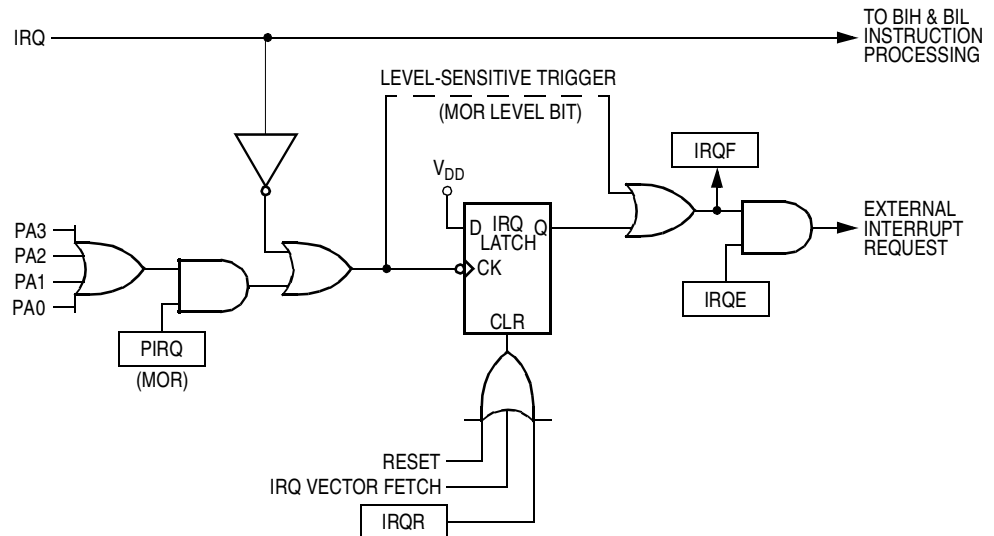 IRQ
TO BIH & BIL
INSTRUCTION
PROCESSING
LEVEL-SENSITIVE TRIGGER
(MOR LEVEL BIT)
IRQF
VDD
D IRQ Q
LATCH
CK
CLR
EXTERNAL
INTERRUPT
REQUEST
IRQE
PA3
PA2
PA1
PA0
PIRQ
(MOR)
RESET
IRQ VECTOR FETCH
IRQR